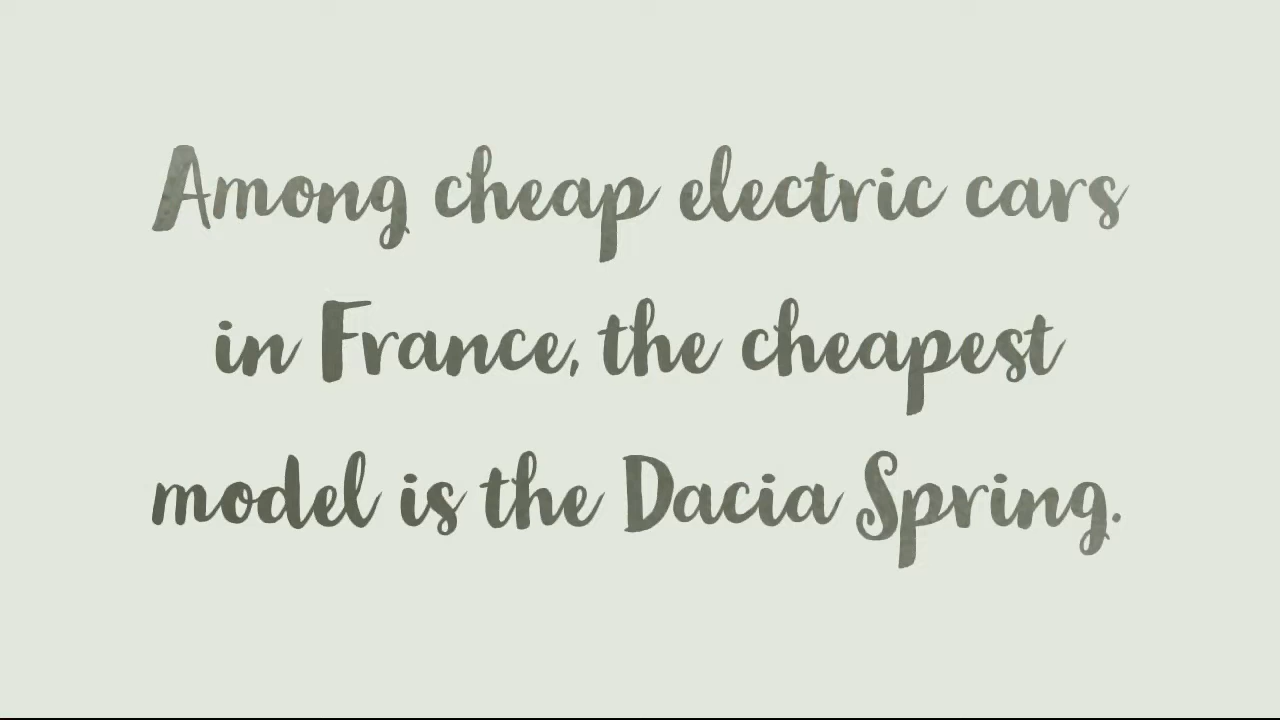 Among cheap electric cars
in France, the cheapest
model is the Dacia Spring.